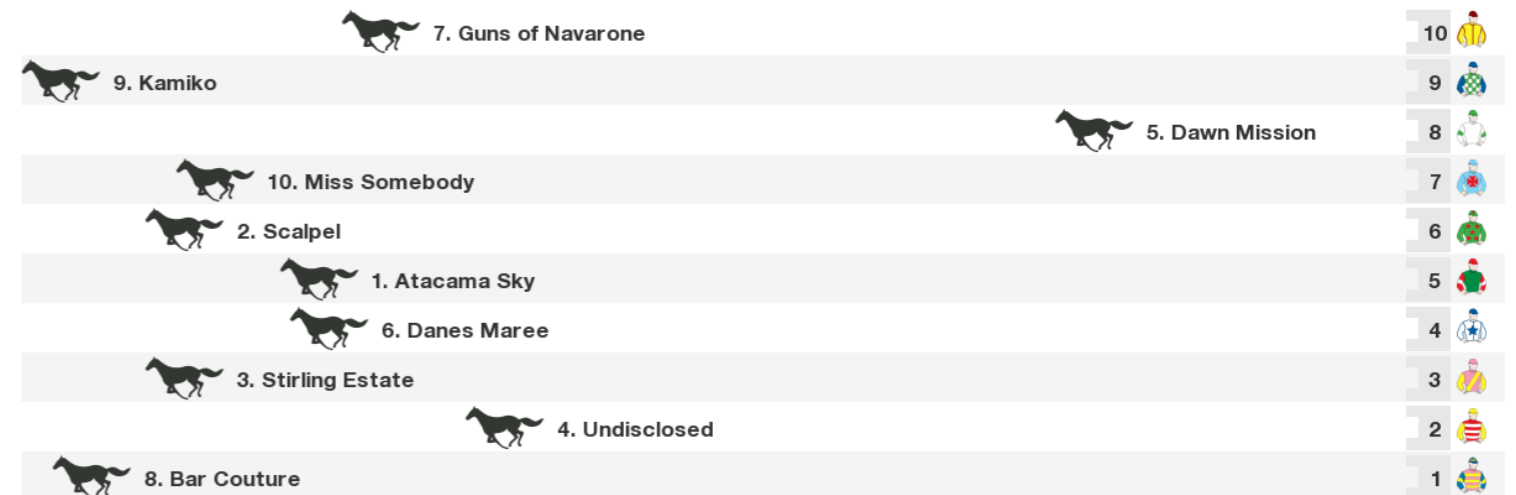 7. Guns of Navarone 10
9. Kamiko 9
5. Dawn Mission 8
10. Miss Somebody 7
2. Scalpel 6
1. Atacama Sky 5
6. Danes Maree 4
3. Stirling Estate 3
4. Undisclosed 2
8. Bar Couture 1